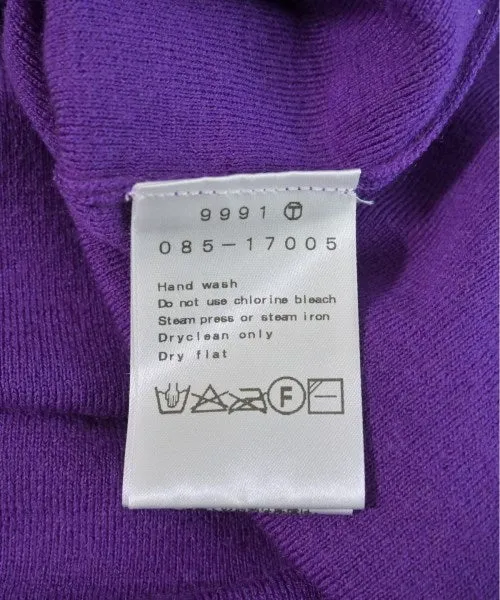 9991 Ⓣ
085-17005
Hand wash
Do not use chlorine bleach
Steam press or steam iron
Dryclean only
Dry flat
F